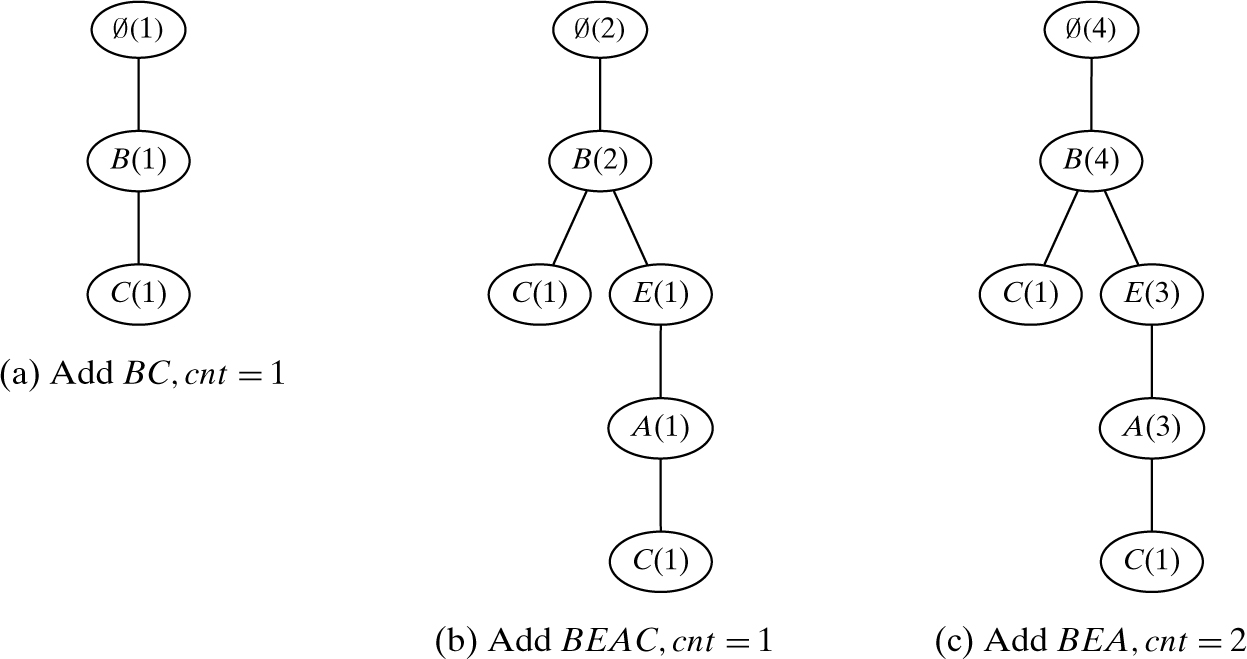 ∅(1)
B(1)
C(1)
(a) Add BC, cnt = 1
∅(2)
B(2)
C(1) E(1)
A(1)
C(1)
(b) Add BEAC, cnt = 1
∅(4)
B(4)
C(1) E(3)
A(3)
C(1)
(c) Add BEA, cnt = 2